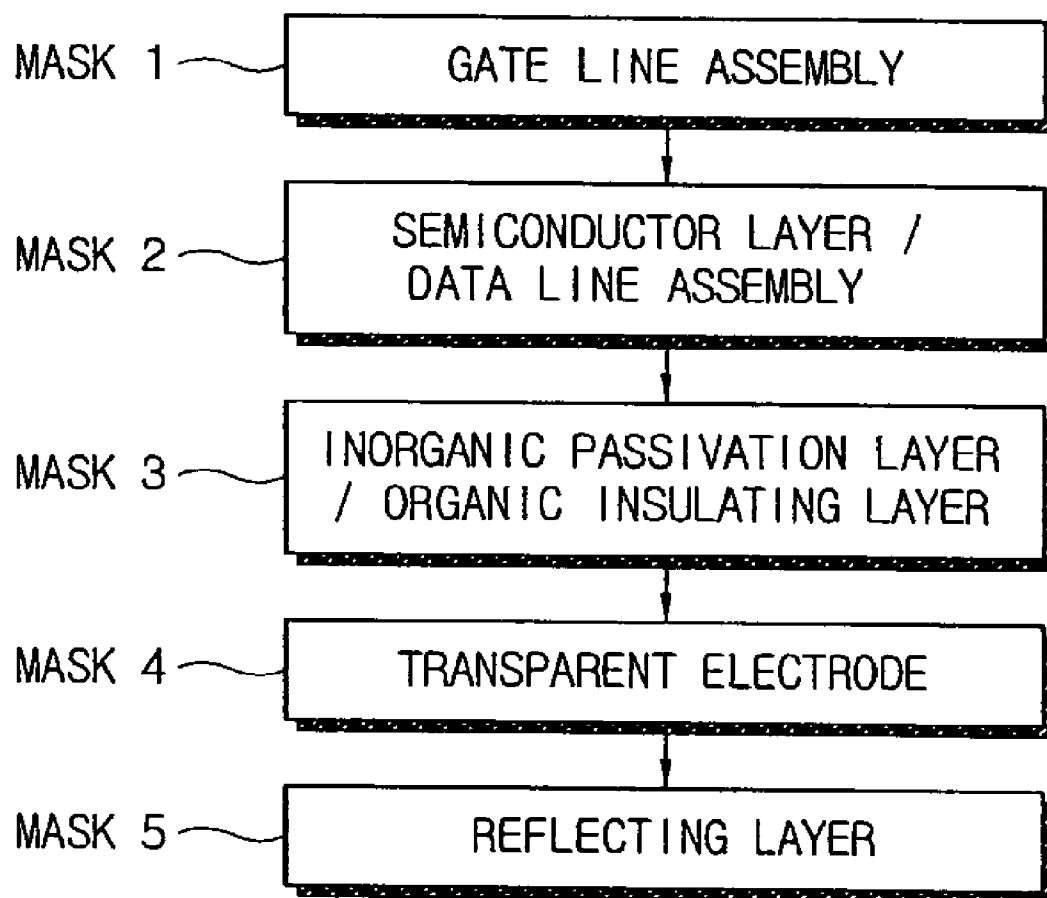 MASK 1
GATE LINE ASSEMBLY
MASK 2
SEMICONDUCTOR LAYER /
DATA LINE ASSEMBLY
MASK 3
INORGANIC PASSIVATION LAYER
/ ORGANIC INSULATING LAYER
MASK 4
TRANSPARENT ELECTRODE
MASK 5
REFLECTING LAYER